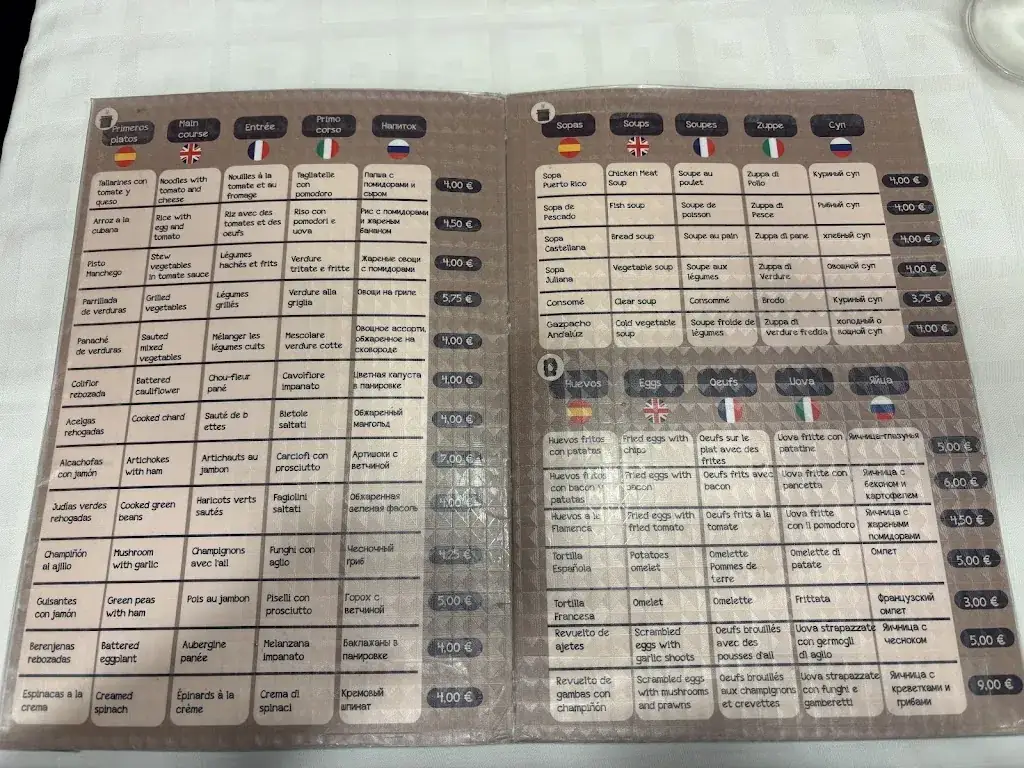 Primeros
platos
Main
course
Entrée
Primo
corso
Напиток
Tallarines con
tomate y
queso
Noodles with
tomato and
cheese
Nouilles à la
tomate et au
fromage
Tagliatelle
con
pomodoro
Папша с
помидорами и
сыром
4,00 €
Arroz a la
cubana
Rice with
egg and
tomato
Riz avec des
tomates et des
oeufs
Riso con
pomodori e
uova
Рис с помидорами
и жареным
бананом
4,50 €
Pisto
Manchego
Stew
vegetables
in tomate sauce
Légumes
hachés et frits
Verdure
tritate e fritte
Жареные овощи
с помидорами
4,00 €
Parrillada
de verduras
Grilled
vegetables
Légumes
grillés
Verdure alla
griglia
Овощи на гриле
5,75 €
Panaché
de verduras
Sauted
mixed
vegetables
Mélanger les
légumes cuits
Mescolare
verdure cotte
Овощное ассорти,
обжаренное на
сковороде
4,00 €
Coliflor
rebozada
Battered
cauliflower
Chou-fleur
pané
Cavolfiore
impanato
Цветная капуста
в панировке
4,00 €
Acelgas
rehogadas
Cooked chard
Sauté de b
ettes
Bietole
saltati
Обжаренный
мангольд
4,00 €
Alcachofas
con jamón
Artichokes
with ham
Artichauts au
jambon
Carciofi con
prosciutto
Артишоки с
ветчиной
7,00 €
Judías verdes
rehogadas
Cooked green
beans
Haricots verts
sautés
Fagiolini
saltati
Обжаренная
зеленая фасоль
Champiñón
al ajillo
Mushroom
with garlic
Champignons
avec l'ail
Funghi con
aglio
Чесночный
гриб
4,25 €
Guisantes
con jamón
Green peas
with ham
Pois au jambon
Piselli con
prosciutto
Горох с
ветчиной
5,00 €
Berenjenas
rebozadas
Battered
eggplant
Aubergine
panée
Melanzana
impanato
Баклажаны в
панировке
4,00 €
Espinacas a la
crema
Creamed
spinach
Épinards à la
crème
Crema di
spinaci
Кремовый
шпинат
4,00 €
Sopas
Soups
Soupes
Zuppe
Суп
Sopa
Puerto Rico
Chicken Meat
Soup
Soupe au
poulet
Zuppa di
Pollo
Куриный суп
4,00 €
Sopa de
Pescado
Fish soup
Soupe de
poisson
Zuppa di
Pesce
Рыбный суп
4,00 €
Sopa
Castellana
Bread soup
Soupe au pain
Zuppa di pane
хлебный суп
4,00 €
Sopa
Juliana
Vegetable soup
Soupe aux
légumes
Zuppa di
Verdure
Овощной суп
4,00 €
Consomé
Clear soup
Consommé
Brodo
Куриный суп
3,75 €
Gazpacho
Andalúz
Cold vegetable
soup
Soupe froide de
légumes
Zuppa di
verdure fredda
холодный о
вощной суп
4,00 €
Huevos
Eggs
Oeufs
Uova
Яйца
Huevos fritos
con patatas
Fried eggs with
chips
Oeufs sur le
plat avec des
frites
Uova fritte con
patatine
Яичница-глазунья
5,00 €
Huevos fritos
con bacon y
patatas
Fried eggs with
bacon
Oeufs frits avec
bacon
Uova fritte con
pancetta
Яичница с
беконом и
картофелем
6,00 €
Huevos a la
Flamenca
Fried eggs with
fried tomato
Oeufs frits à la
tomate
Uova fritte
con il pomodoro
Яичница с
жареными
помидорами
4,50 €
Tortilla
Española
Potatoes
omelet
Omelette
Pommes de
terre
Omelette di
patate
Омлет
5,00 €
Tortilla
Francesa
Omelet
Omelette
Frittata
французский
омлет
3,00 €
Revuelto de
ajetes
Scrambled
eggs with
garlic shoots
Oeufs brouillés
avec des
pousses d'ail
Uova strapazzate
con germogli
di aglio
Яичница с
чесноком
5,00 €
Revuelto de
gambas con
champiñón
Scrambled eggs
with mushrooms
and prawns
Oeufs brouillés
aux champignons
et crevettes
Uova strapazzate
con funghi e
gamberetti
Яичница с
креветками и
грибами
9,00 €